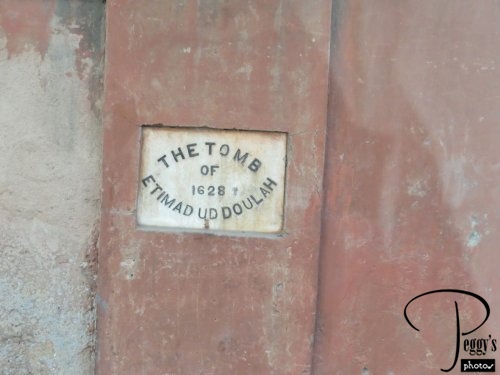 THE TOMB
OF
1628
ETIMAD UD DOULAH
Peggy's
photos